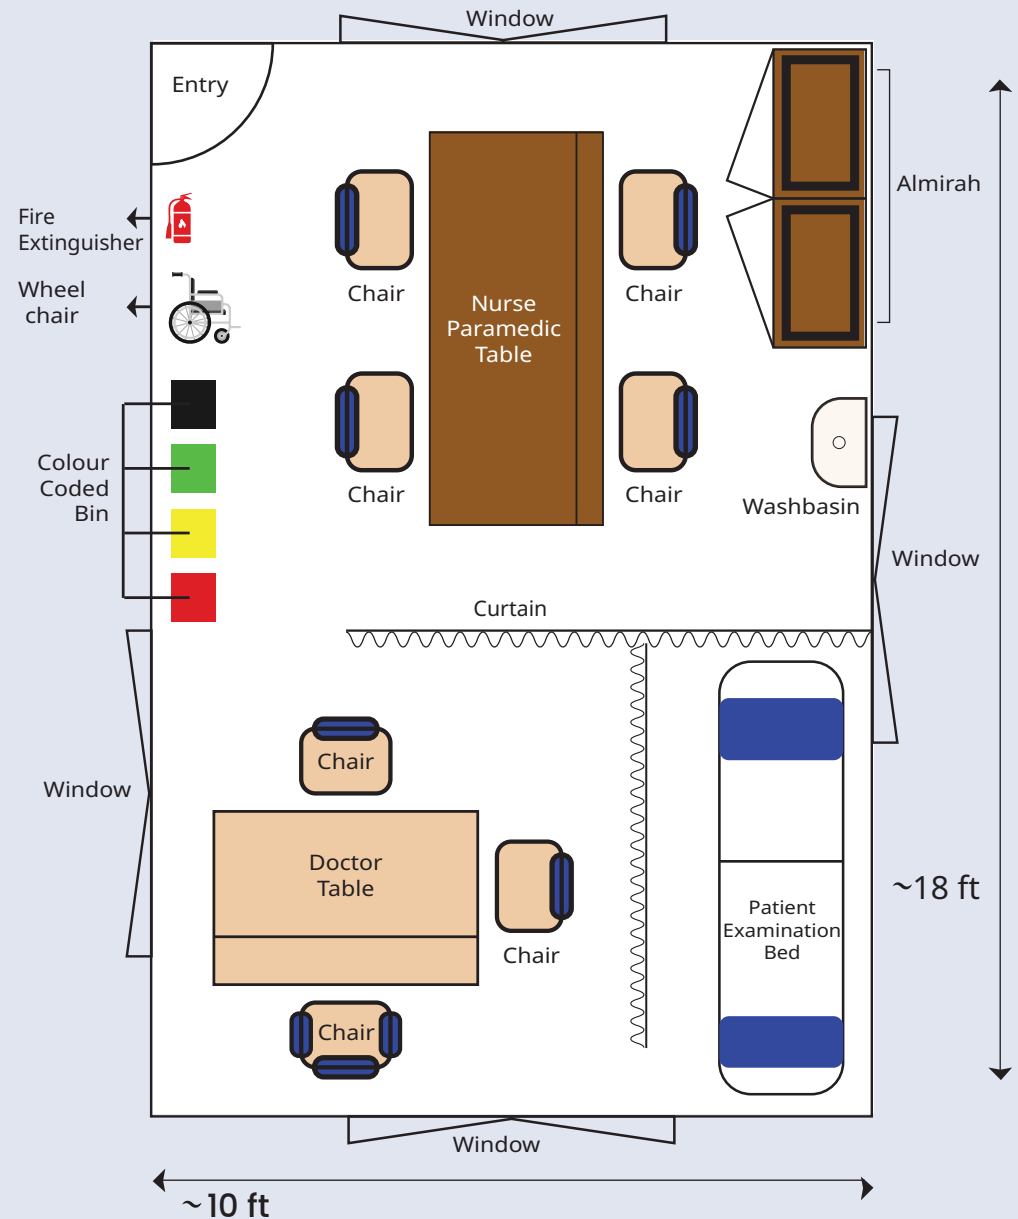 Window
Entry
Almirah
Fire
Extinguisher
Wheel
chair
Chair
Chair
Nurse
Paramedic
Table
Colour
Coded
Bin
Chair
Chair
Washbasin
Window
Curtain
Chair
Window
Doctor
Table
~18 ft
Patient
Examination
Bed
Chair
Chair
Window
~10 ft